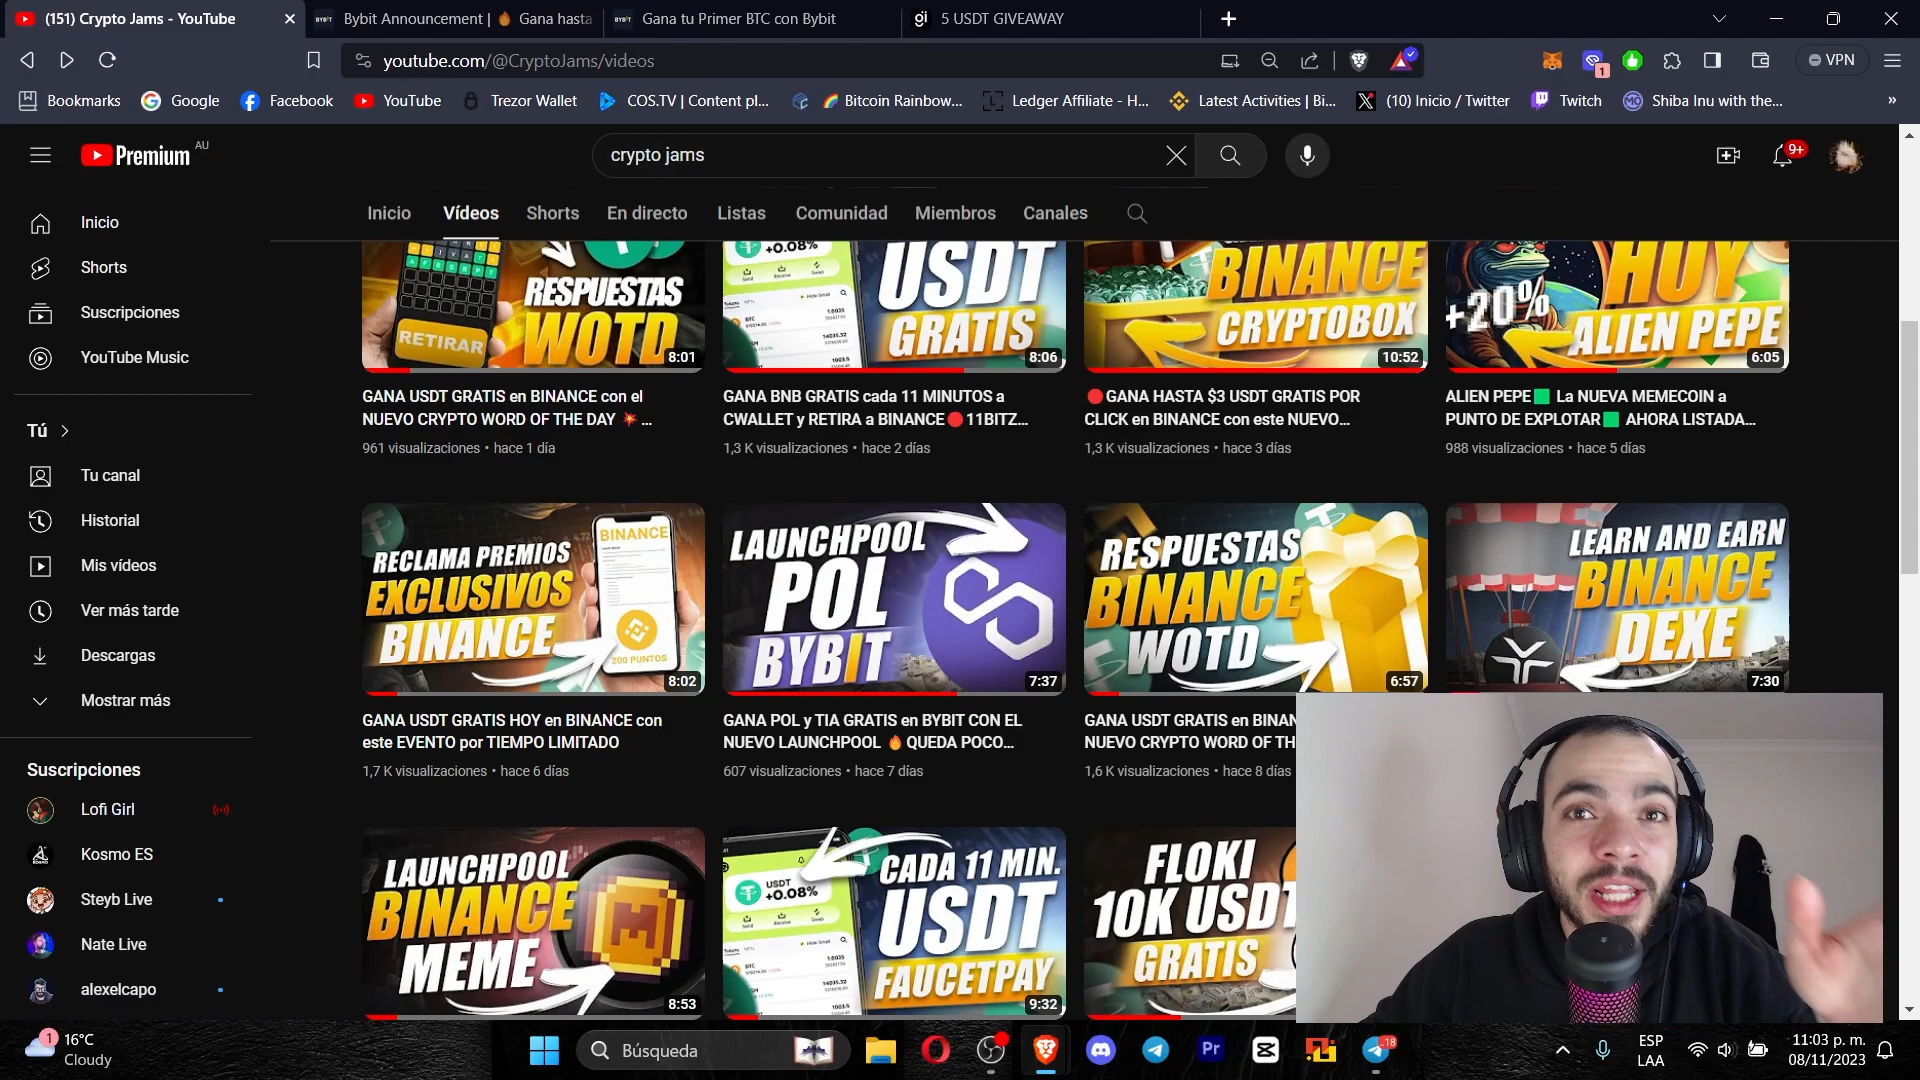 (151) Crypto Jams - YouTube
Bybit Announcement | 🔥 Gana hasta
Gana tu Primer BTC con Bybit
5 USDT GIVEAWAY
youtube.com/@CryptoJams/videos
1
VPN
Bookmarks
Google
Facebook
YouTube
Trezor Wallet
COS.TV | Content pl...
🌈 Bitcoin Rainbow...
Ledger Affiliate - H...
Latest Activities | Bi...
(10) Inicio / Twitter
Twitch
Shiba Inu with the...
»
Premium AU
crypto jams
9+
Inicio
Vídeos
Shorts
En directo
Listas
Comunidad
Miembros
Canales
Inicio
Shorts
Suscripciones
YouTube Music
Tú
Tu canal
Historial
Mis vídeos
Ver más tarde
Descargas
Mostrar más
Suscripciones
Lofi Girl
Kosmo ES
Steyb Live
Nate Live
alexelcapo
RESPUESTAS
WOTD
RETIRAR
8:01
+0.08%
USDT
GRATIS
8:06
BINANCE
CRYPTOBOX
10:52
HOY
+20%
ALIEN PEPE
6:05
GANA USDT GRATIS en BINANCE con el
NUEVO CRYPTO WORD OF THE DAY 💥 ...
961 visualizaciones • hace 1 día
GANA BNB GRATIS cada 11 MINUTOS a
CWALLET y RETIRA a BINANCE🔴11BITZ...
1,3 K visualizaciones • hace 2 días
🔴GANA HASTA $3 USDT GRATIS POR
CLICK en BINANCE con este NUEVO...
1,3 K visualizaciones • hace 3 días
ALIEN PEPE🟩 La NUEVA MEMECOIN a
PUNTO DE EXPLOTAR🟩 AHORA LISTADA...
988 visualizaciones • hace 5 días
RECLAMA PREMIOS
EXCLUSIVOS
BINANCE
BINANCE
200 PUNTOS
8:02
LAUNCHPOOL
POL
BYBIT
7:37
RESPUESTAS
BINANCE
WOTD
6:57
LEARN AND EARN
BINANCE
DEXE
7:30
GANA USDT GRATIS HOY en BINANCE con
este EVENTO por TIEMPO LIMITADO
1,7 K visualizaciones • hace 6 días
GANA POL y TIA GRATIS en BYBIT CON EL
NUEVO LAUNCHPOOL 🔥 QUEDA POCO...
607 visualizaciones • hace 7 días
GANA USDT GRATIS en BINAN
NUEVO CRYPTO WORD OF TH
1,6 K visualizaciones • hace 8 días
LAUNCHPOOL
BINANCE
MEME
M
8:53
USDT
+0.08%
CADA 11 MIN.
USDT
FAUCETPAY
9:32
FLOKI
10K USDT
GRATIS
1
16°C
Cloudy
Búsqueda
Pr
18
ESP
LAA
11:03 p. m.
08/11/2023